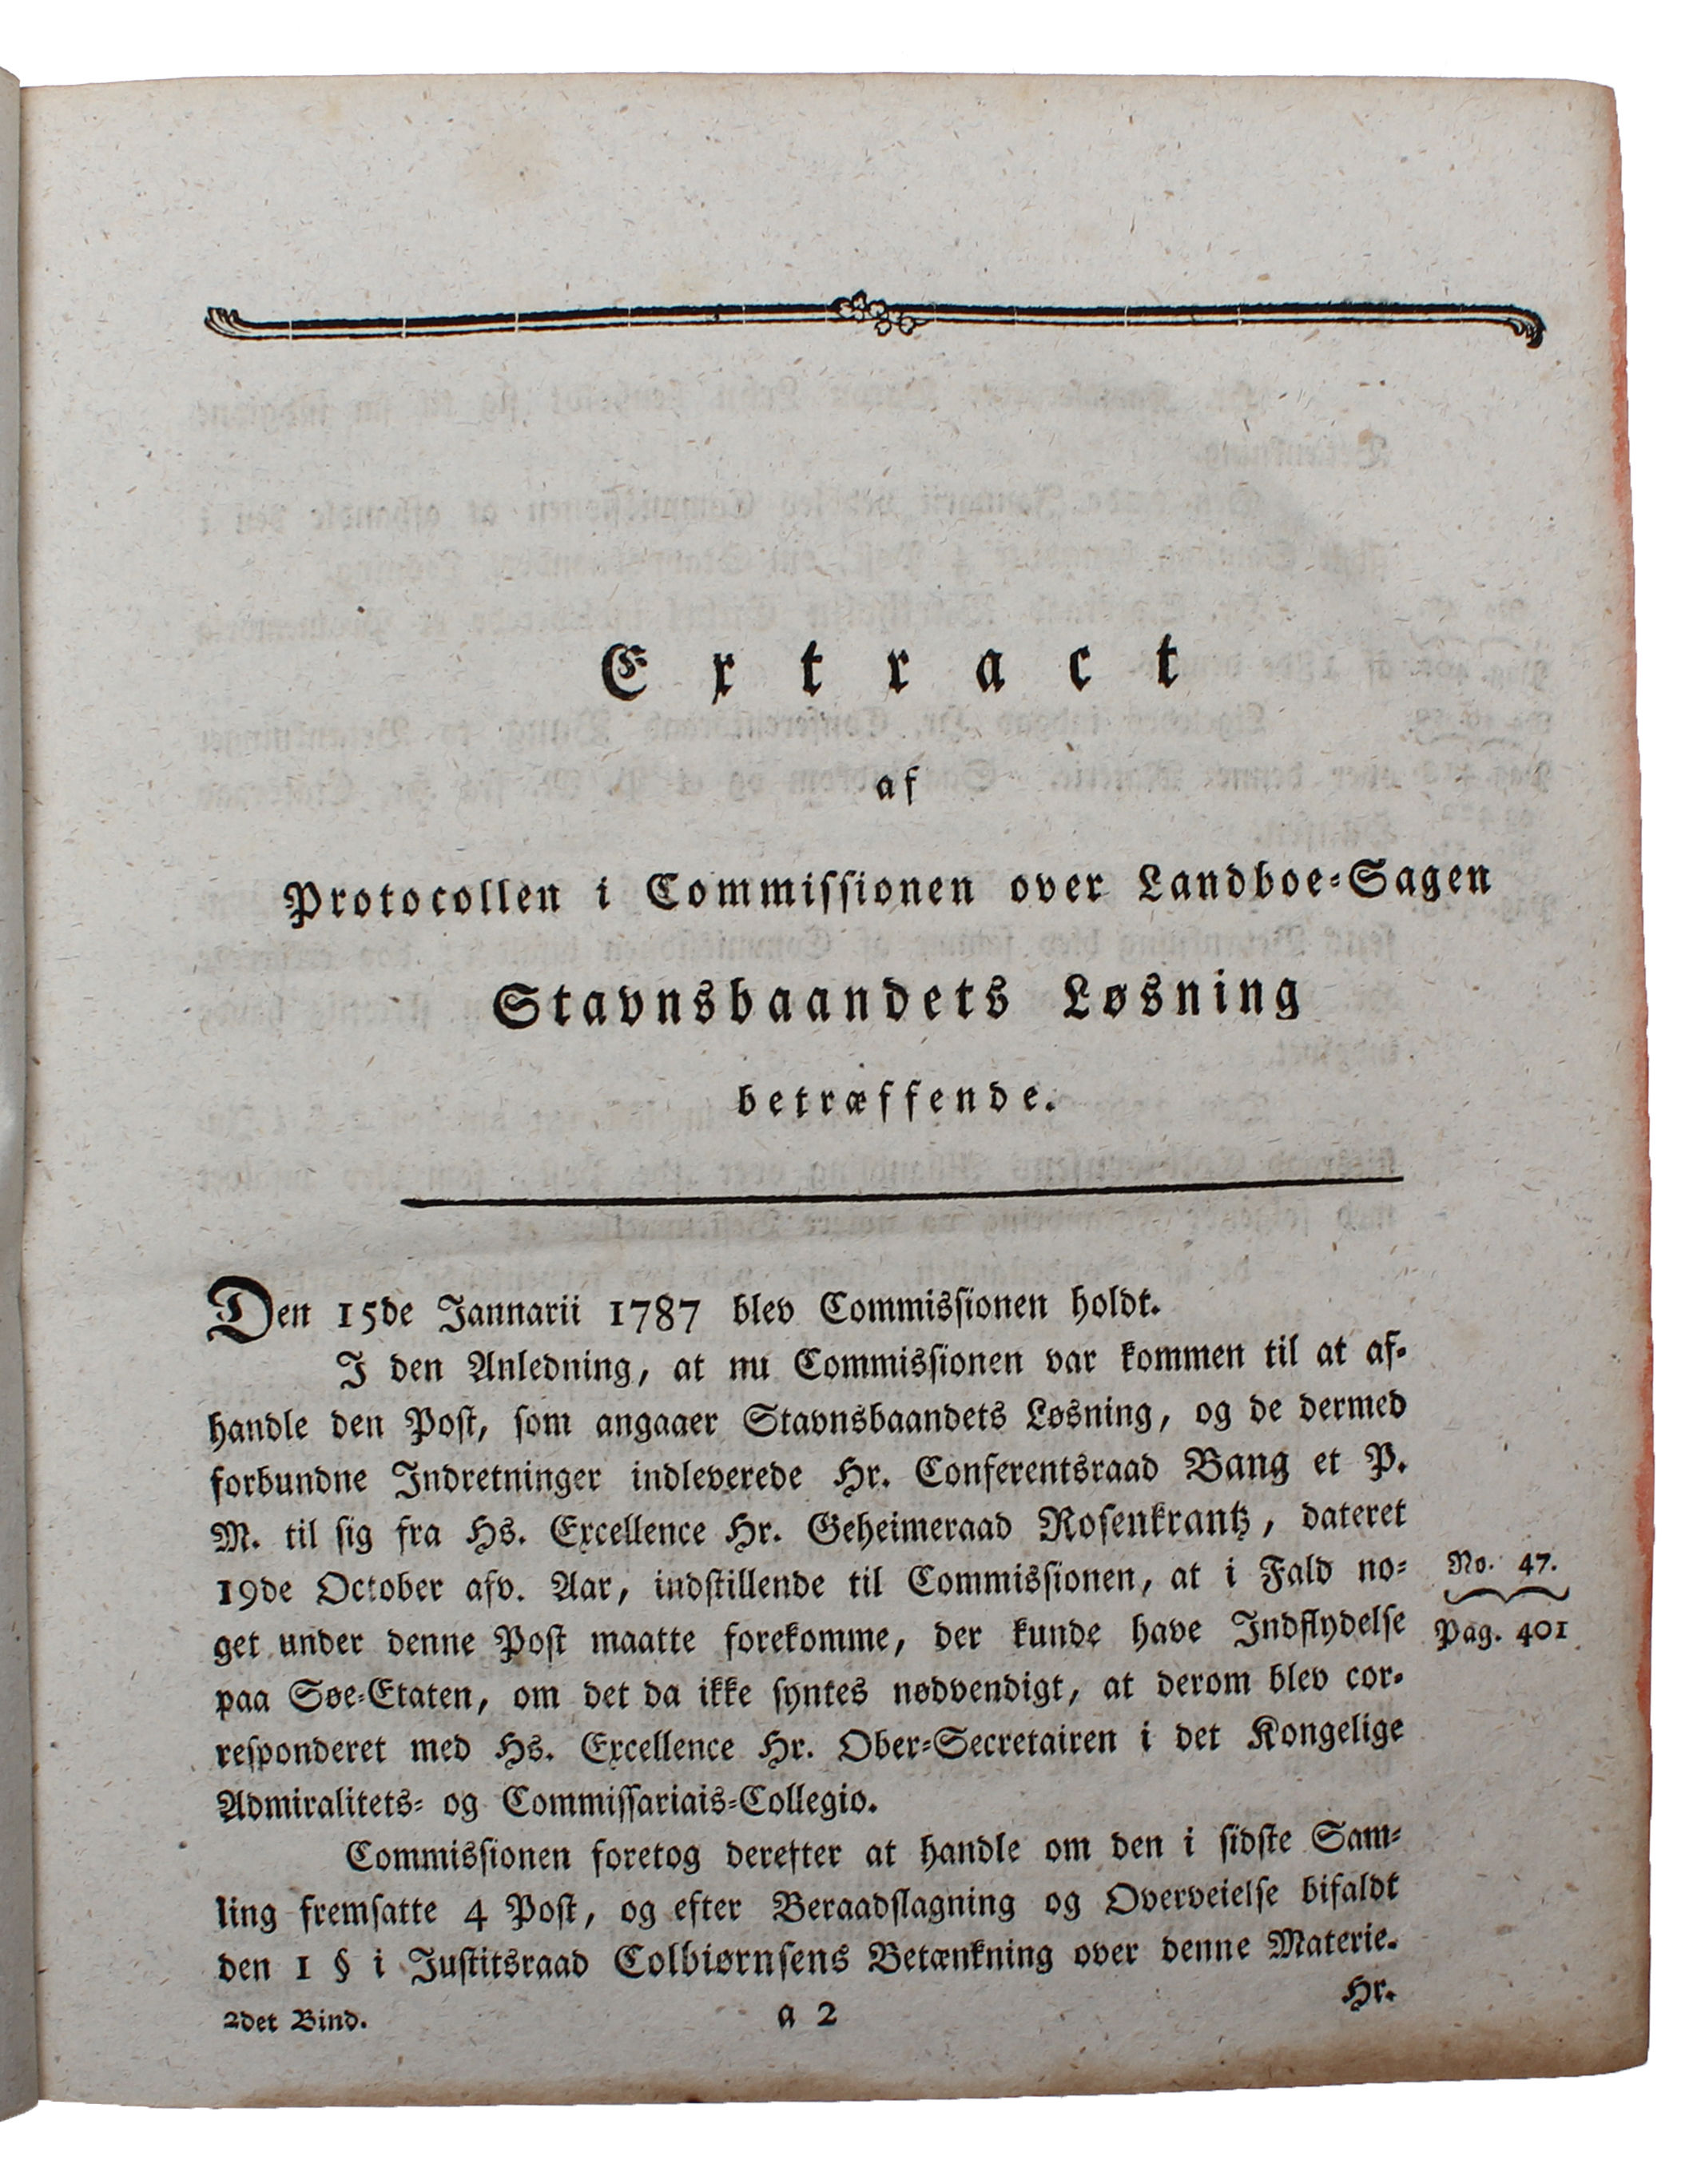 Extract
af
Protocollen i Commissionen over Landboe-Sagen
Stavnsbaandets Løsning
betræffende.
Den 15de Jannarii 1787 blev Commissionen holdt.
I den Anledning, at nu Commissionen var kommen til at af-
handle den Post, som angaaer Stavnsbaandets Løsning, og de dermed
forbundne Indretninger indleverede Hr. Conferentsraad Bang et P.
M. til sig fra Hs. Excellence Hr. Geheimeraad Rosenkrantz, dateret
19de October afv. Aar, indstillende til Commissionen, at i Fald no-
No. 47.
get under denne Post maatte forekomme, der kunde have Indflydelse
Pag. 401
paa Søe-Etaten, om det da ikke syntes nødvendigt, at derom blev cor-
responderet med Hs. Excellence Hr. Ober-Secretairen i det Kongelige
Admiralitets- og Commissariais-Collegio.
Commissionen foretog derefter at handle om den i sidste Sam-
ling fremsatte 4 Post, og efter Beraadslagning og Overveielse bifaldt
den 1 § i Justitsraad Colbiørnsens Betænkning over denne Materie.
Hr.
2det Bind.
a 2